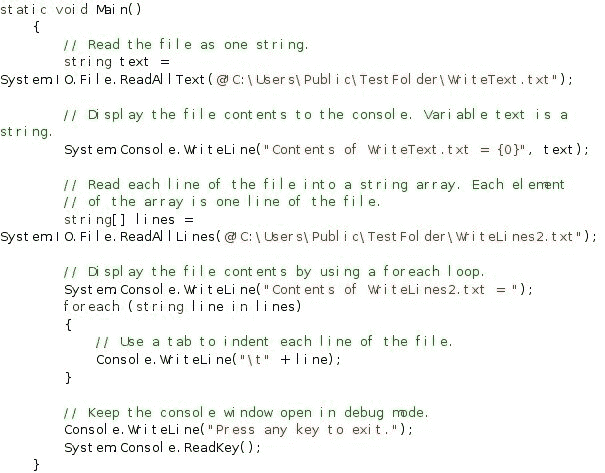 static void Main()
{
// Read the file as one string.
string text =
System.IO.File.ReadAllText(@"C:\Users\Public\TestFolder\WriteText.txt");
// Display the file contents to the console. Variable text is a
string.
System.Console.WriteLine("Contents of WriteText.txt = {0}", text);
// Read each line of the file into a string array. Each element
// of the array is one line of the file.
string[] lines =
System.IO.File.ReadAllLines(@"C:\Users\Public\TestFolder\WriteLines2.txt");
// Display the file contents by using a foreach loop.
System.Console.WriteLine("Contents of WriteLines2.txt = ");
foreach (string line in lines)
{
// Use a tab to indent each line of the file.
Console.WriteLine("\t" + line);
}
// Keep the console window open in debug mode.
Console.WriteLine("Press any key to exit.");
System.Console.ReadKey();
}